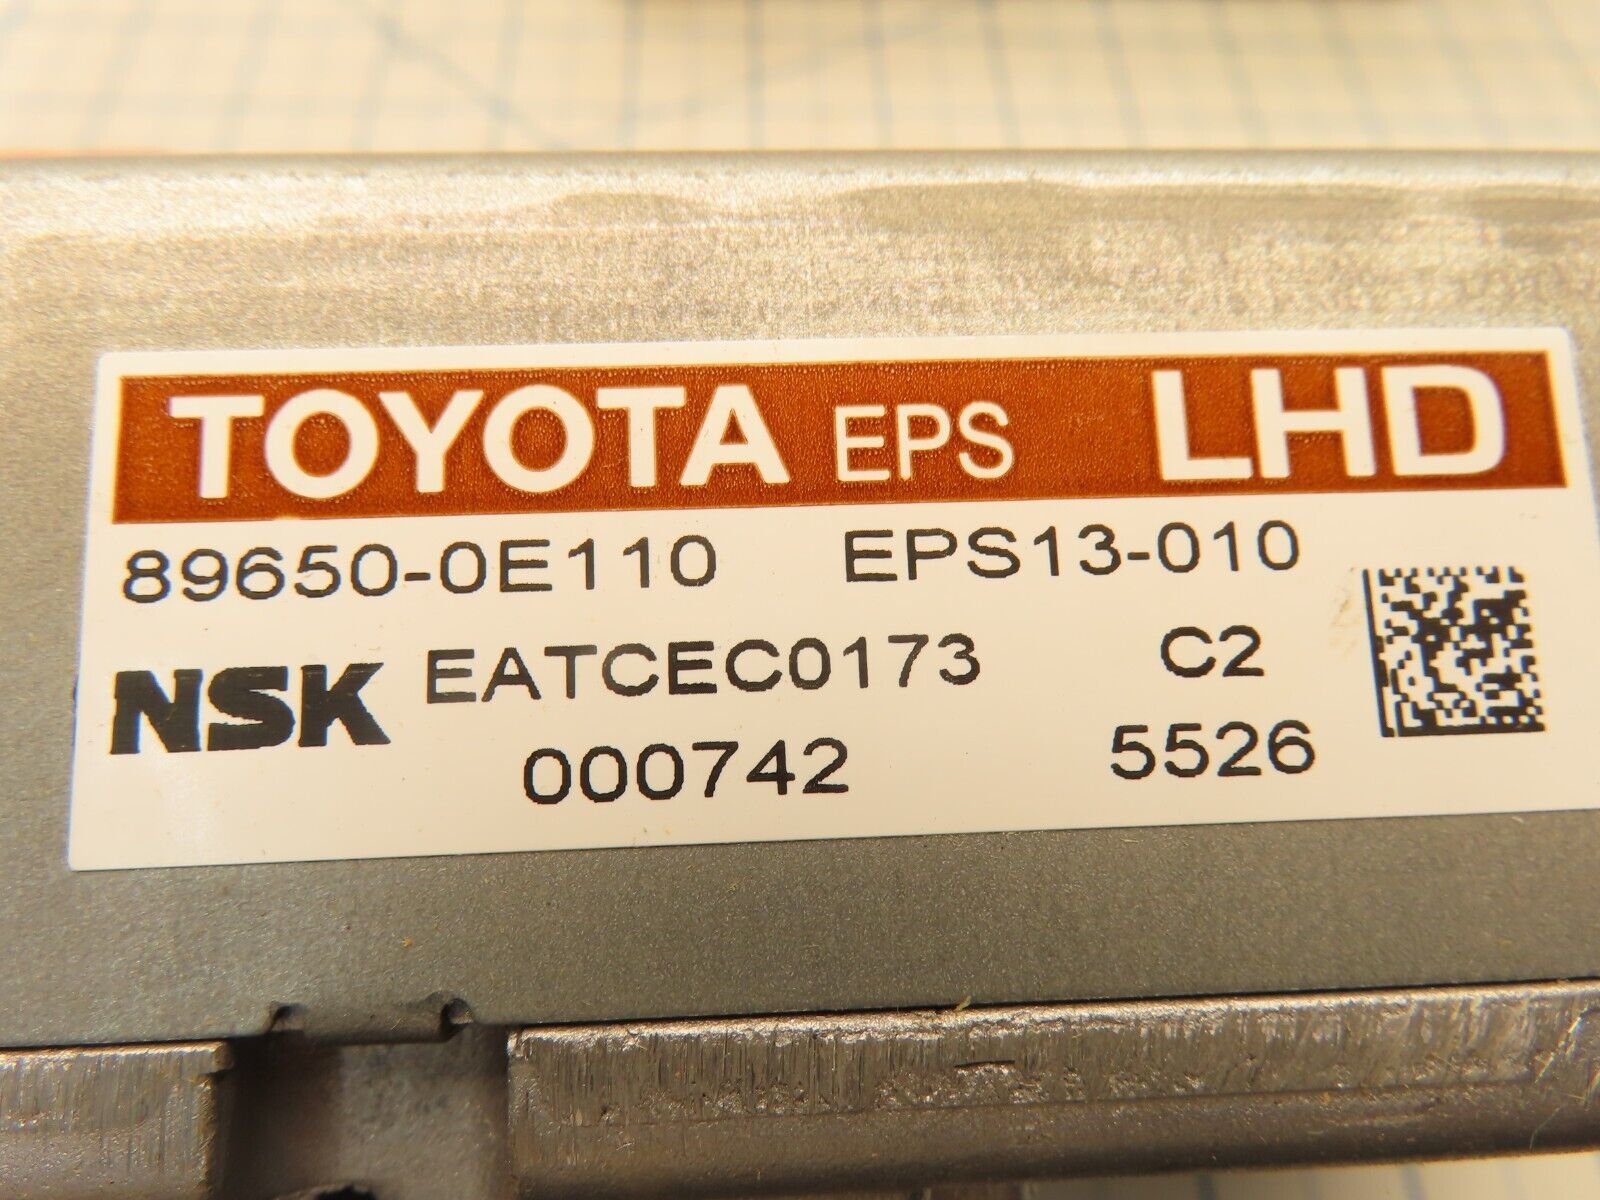 TOYOTA EPS LHD
89650-0E110 EPS13-010
NSK EATCEC0173 C2
000742 5526